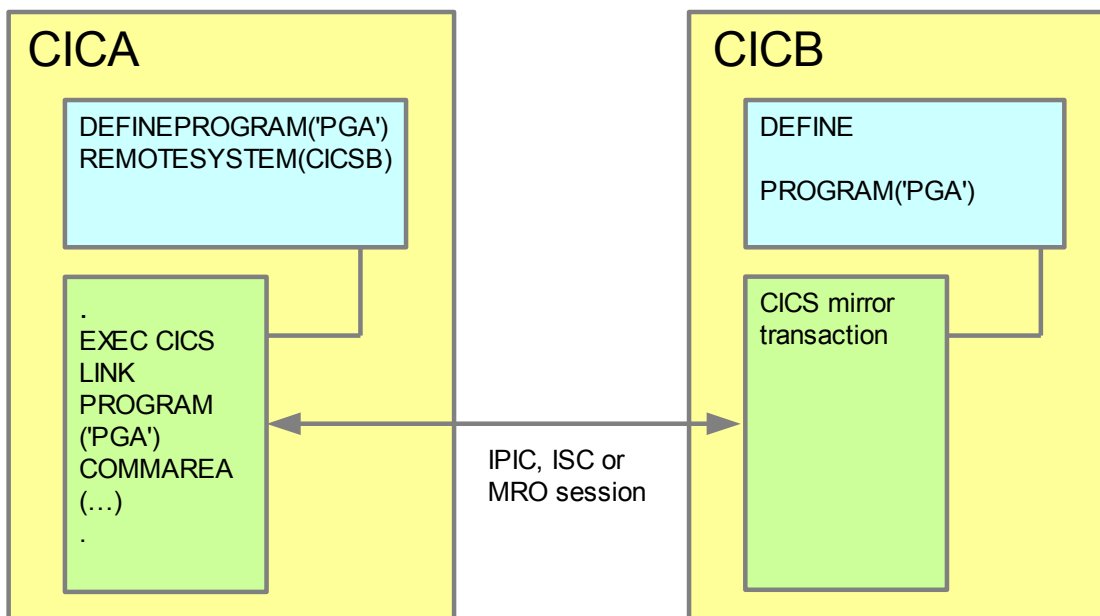 CICA
DEFINEPROGRAM('PGA')
REMOTESYSTEM(CICSB)
.
EXEC CICS
LINK
PROGRAM
('PGA')
COMMAREA
(…)
.
IPIC, ISC or
MRO session
CICB
DEFINE
PROGRAM('PGA')
CICS mirror
transaction